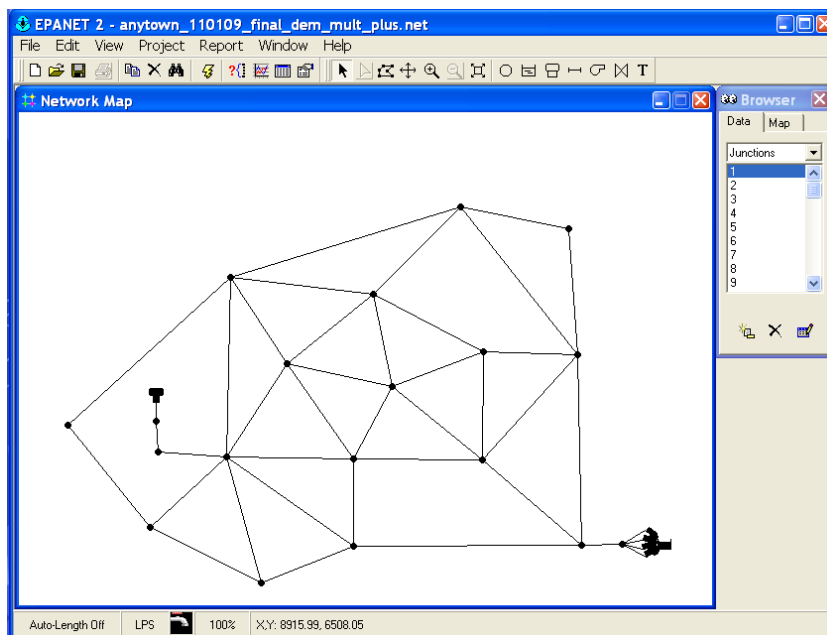 EPANET 2 - anytown_110109_final_dem_mult_plus.net
File Edit View Project Report Window Help
T
Network Map
Browser
Data Map
Junctions
1
2
3
4
5
6
7
8
9
Auto-Length Off LPS 100% X,Y: 8915.99, 6508.05